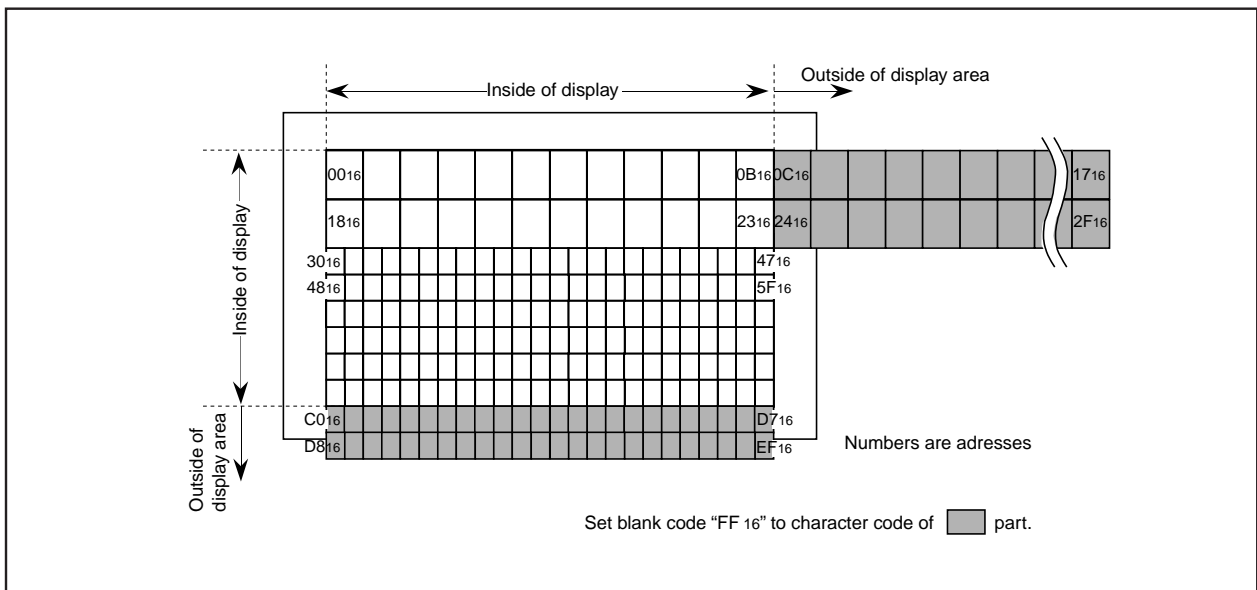 Outside of display area
Inside of display
0016 0B16 0C16 1716
1816 2316 2416 2F16
3016 4716
4816 5F16
Inside of display
C016 D716
D816 EF16
Outside of
display area
Numbers are adresses
Set blank code “FF 16” to character code of part.